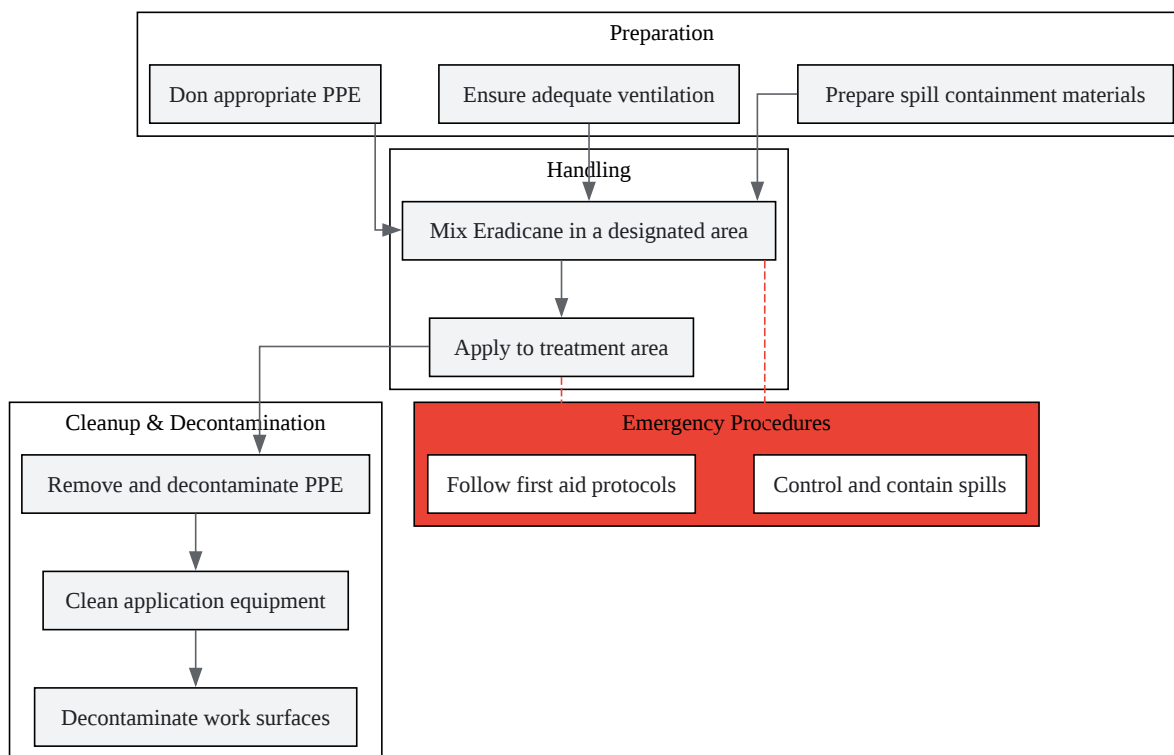 Preparation
Don appropriate PPE
Ensure adequate ventilation
Prepare spill containment materials
Handling
Mix Eradicane in a designated area
Apply to treatment area
Cleanup & Decontamination
Remove and decontaminate PPE
Clean application equipment
Decontaminate work surfaces
Emergency Procedures
Follow first aid protocols
Control and contain spills